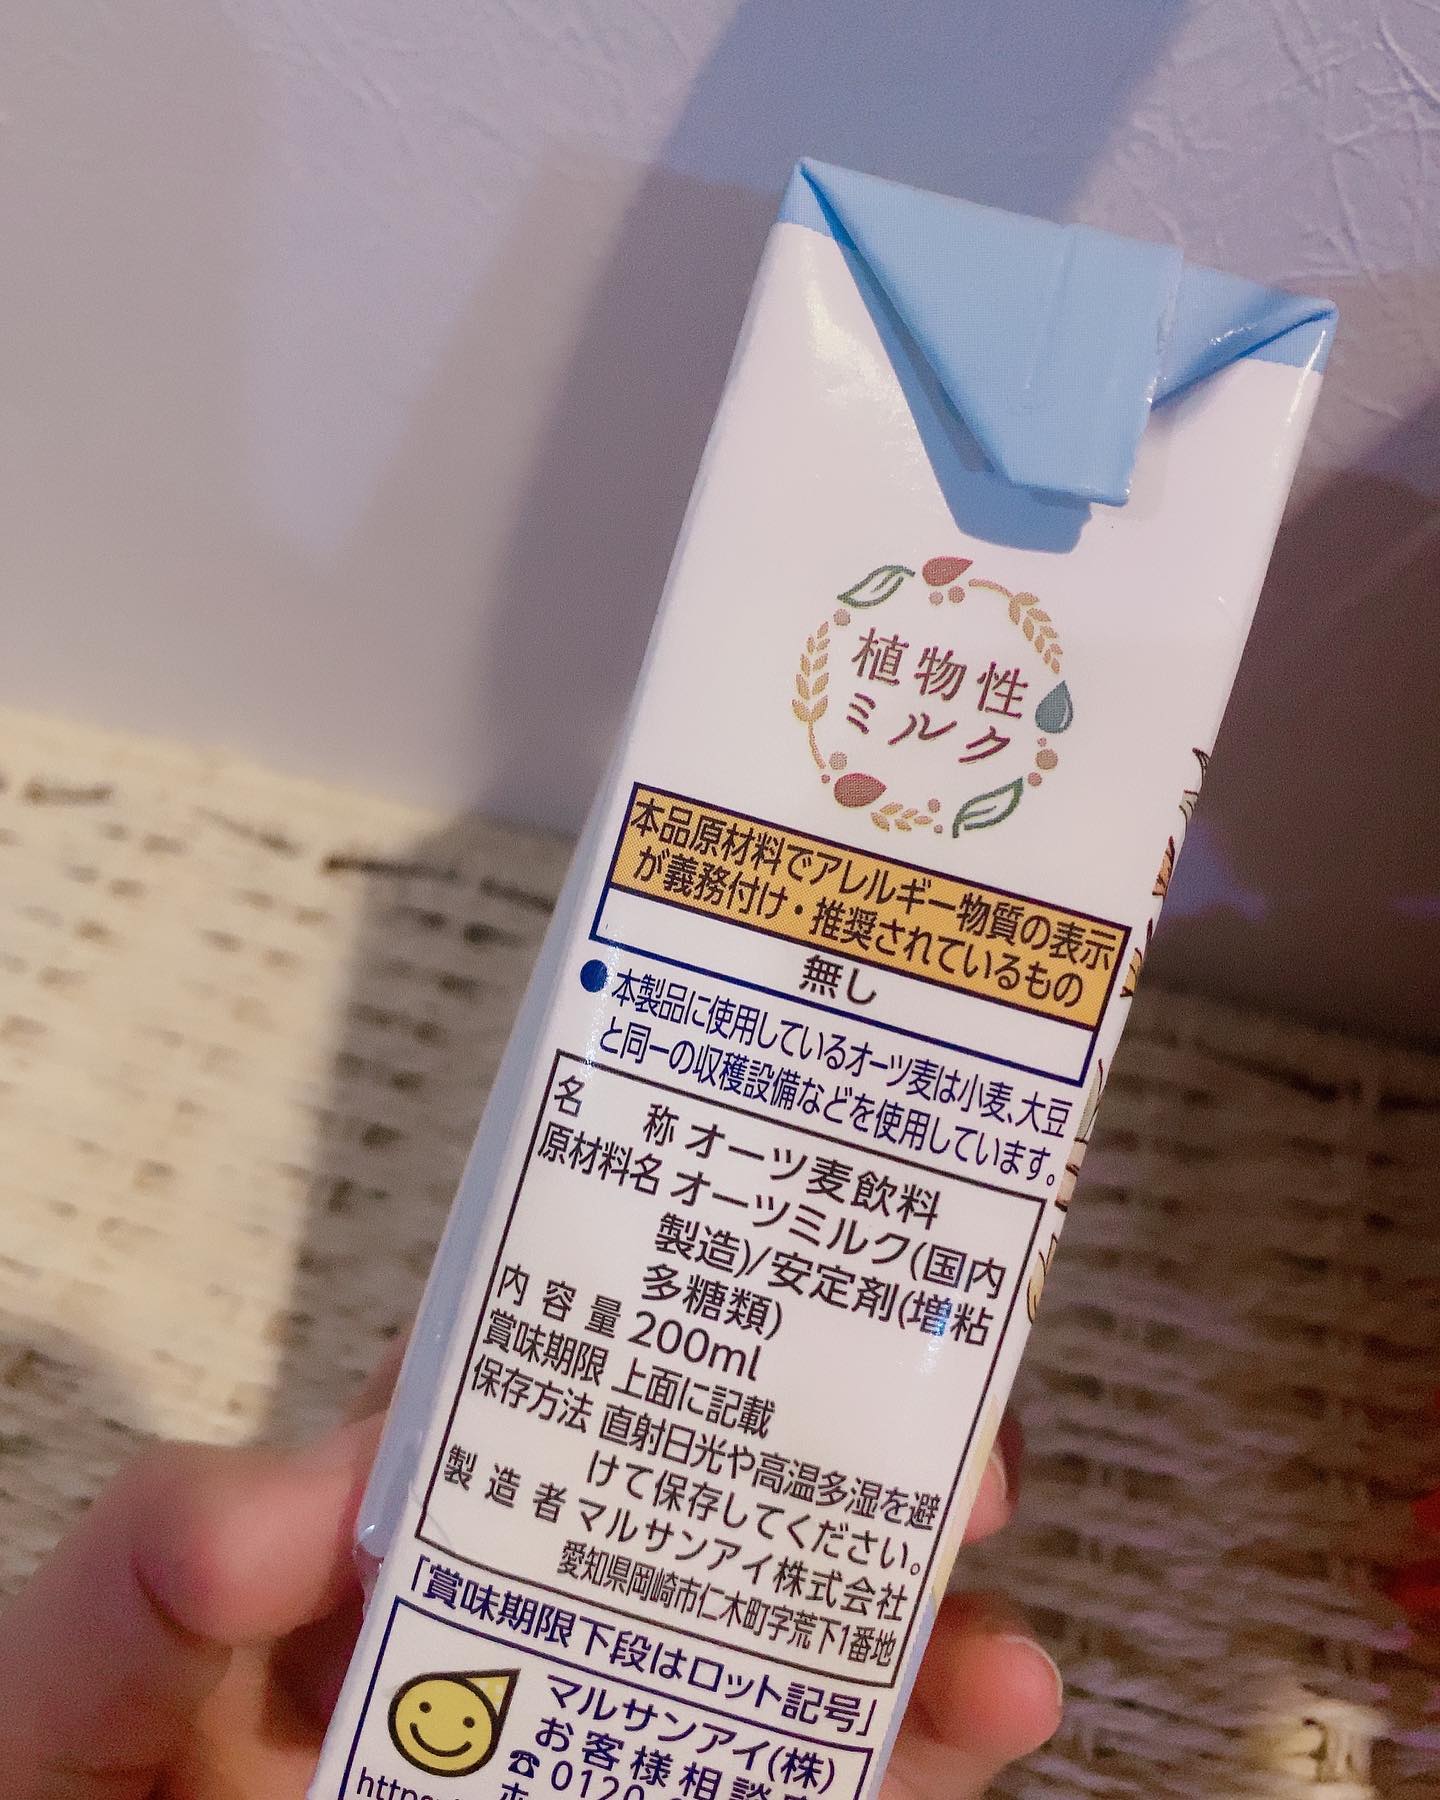 植物性
ミルク
本品原材料でアレルギー物質の表示
が義務付け・推奨されているもの
無し
●本製品に使用しているオーツ麦は小麦、大豆
と同一の収穫設備などを使用しています。
名称 オーツ麦飲料
原材料名 オーツミルク(国内
製造)/安定剤(増粘
多糖類)
内容量 200ml
賞味期限 上面に記載
保存方法 直射日光や高温多湿を避
けて保存してください。
製造者 マルサンアイ株式会社
愛知県岡崎市仁木町字荒下1番地
「賞味期限下段はロット記号」
マルサンアイ(株)
お客様相談
☎0120
https